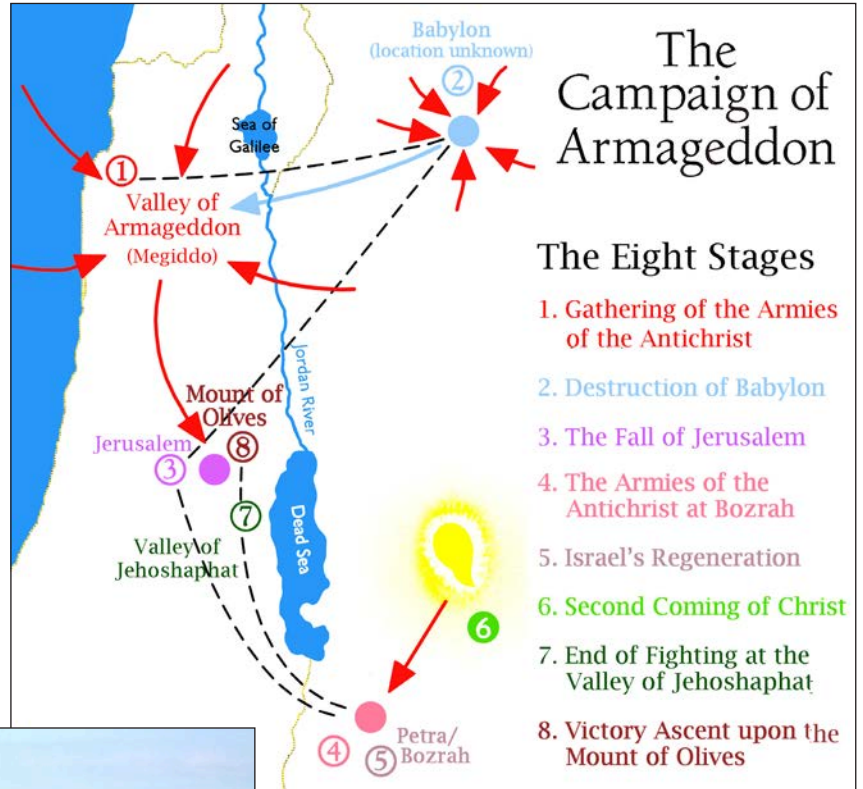 The
Campaign of
Armageddon
Babylon
(location unknown)
②
Sea of
Galilee
①
Valley of
Armageddon
(Megiddo)
Jordan River
Mount of
Olives
⑧
Jerusalem
③
⑦
Valley of
Jehoshaphat
Dead Sea
❻
④
⑤
Petra/
Bozrah
The Eight Stages
1. Gathering of the Armies
of the Antichrist
2. Destruction of Babylon
3. The Fall of Jerusalem
4. The Armies of the
Antichrist at Bozrah
5. Israel's Regeneration
6. Second Coming of Christ
7. End of Fighting at the
Valley of Jehoshaphat
8. Victory Ascent upon the
Mount of Olives